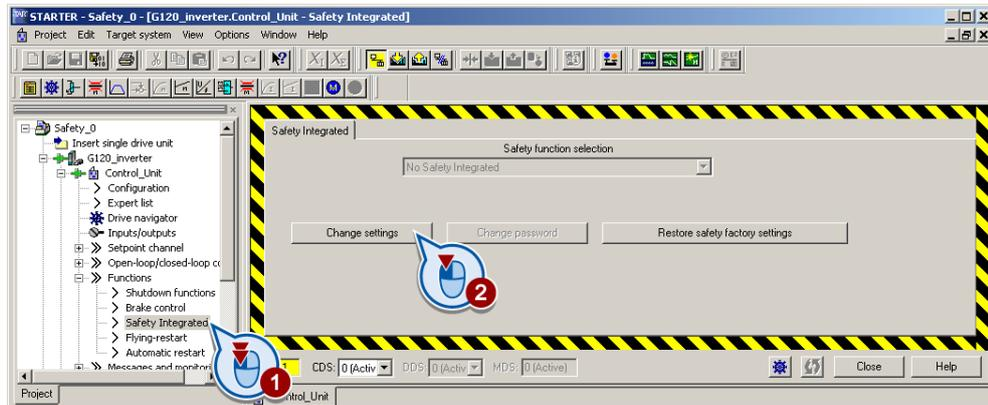 STARTER - Safety_0 - [G120_inverter.Control_Unit - Safety Integrated]
Project Edit Target system View Options Window Help
Safety_0
Insert single drive unit
G120_inverter
Control_Unit
Configuration
Expert list
Drive navigator
Inputs/outputs
Setpoint channel
Open-loop/closed-loop
Functions
Shutdown functions
Brake control
Safety Integrated
Flying-restart
Automatic restart
Messages and
Project
1
Safety Integrated
Safety function selection
No Safety Integrated
Change settings
Change password
Restore safety factory settings
2
CDS: 0 (Activ DDS: 0 (Activ MDS: 0 (Active)
Close
Help
ntrol_Unit